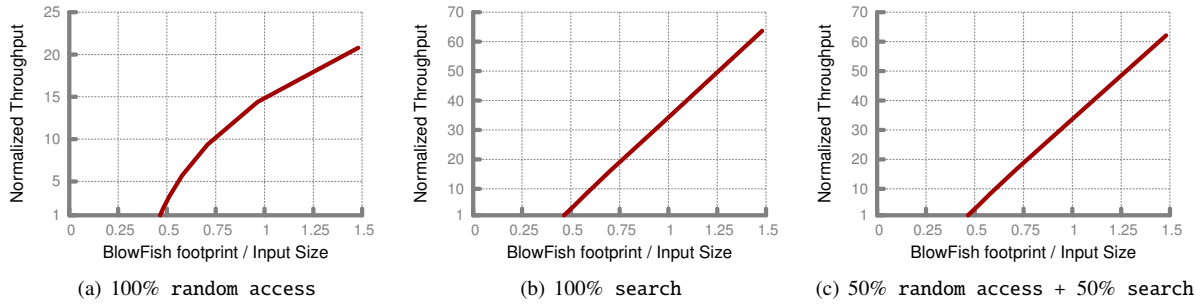 Normalized Throughput
25
20
15
10
5
1
0 0.25 0.5 0.75 1 1.25 1.5
BlowFish footprint / Input Size
(a) 100% random access
Normalized Throughput
70
60
50
40
30
20
10
1
0 0.25 0.5 0.75 1 1.25 1.5
BlowFish footprint / Input Size
(b) 100% search
Normalized Throughput
70
60
50
40
30
20
10
1
0 0.25 0.5 0.75 1 1.25 1.5
BlowFish footprint / Input Size
(c) 50% random access + 50% search